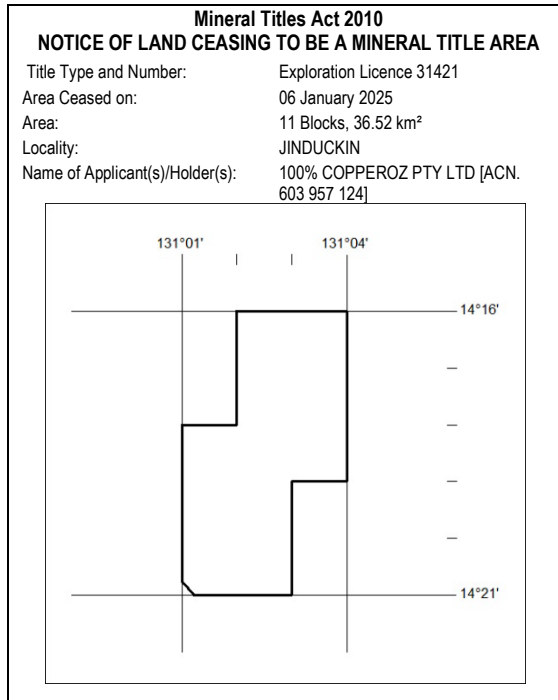 Mineral Titles Act 2010
NOTICE OF LAND CEASING TO BE A MINERAL TITLE AREA
Title Type and Number: Exploration Licence 31421
Area Ceased on: 06 January 2025
Area: 11 Blocks, 36.52 km²
Locality: JINDUCKIN
Name of Applicant(s)/Holder(s): 100% COPPEROZ PTY LTD [ACN.
603 957 124]
131°01' 131°04'
14°16'
14°21'